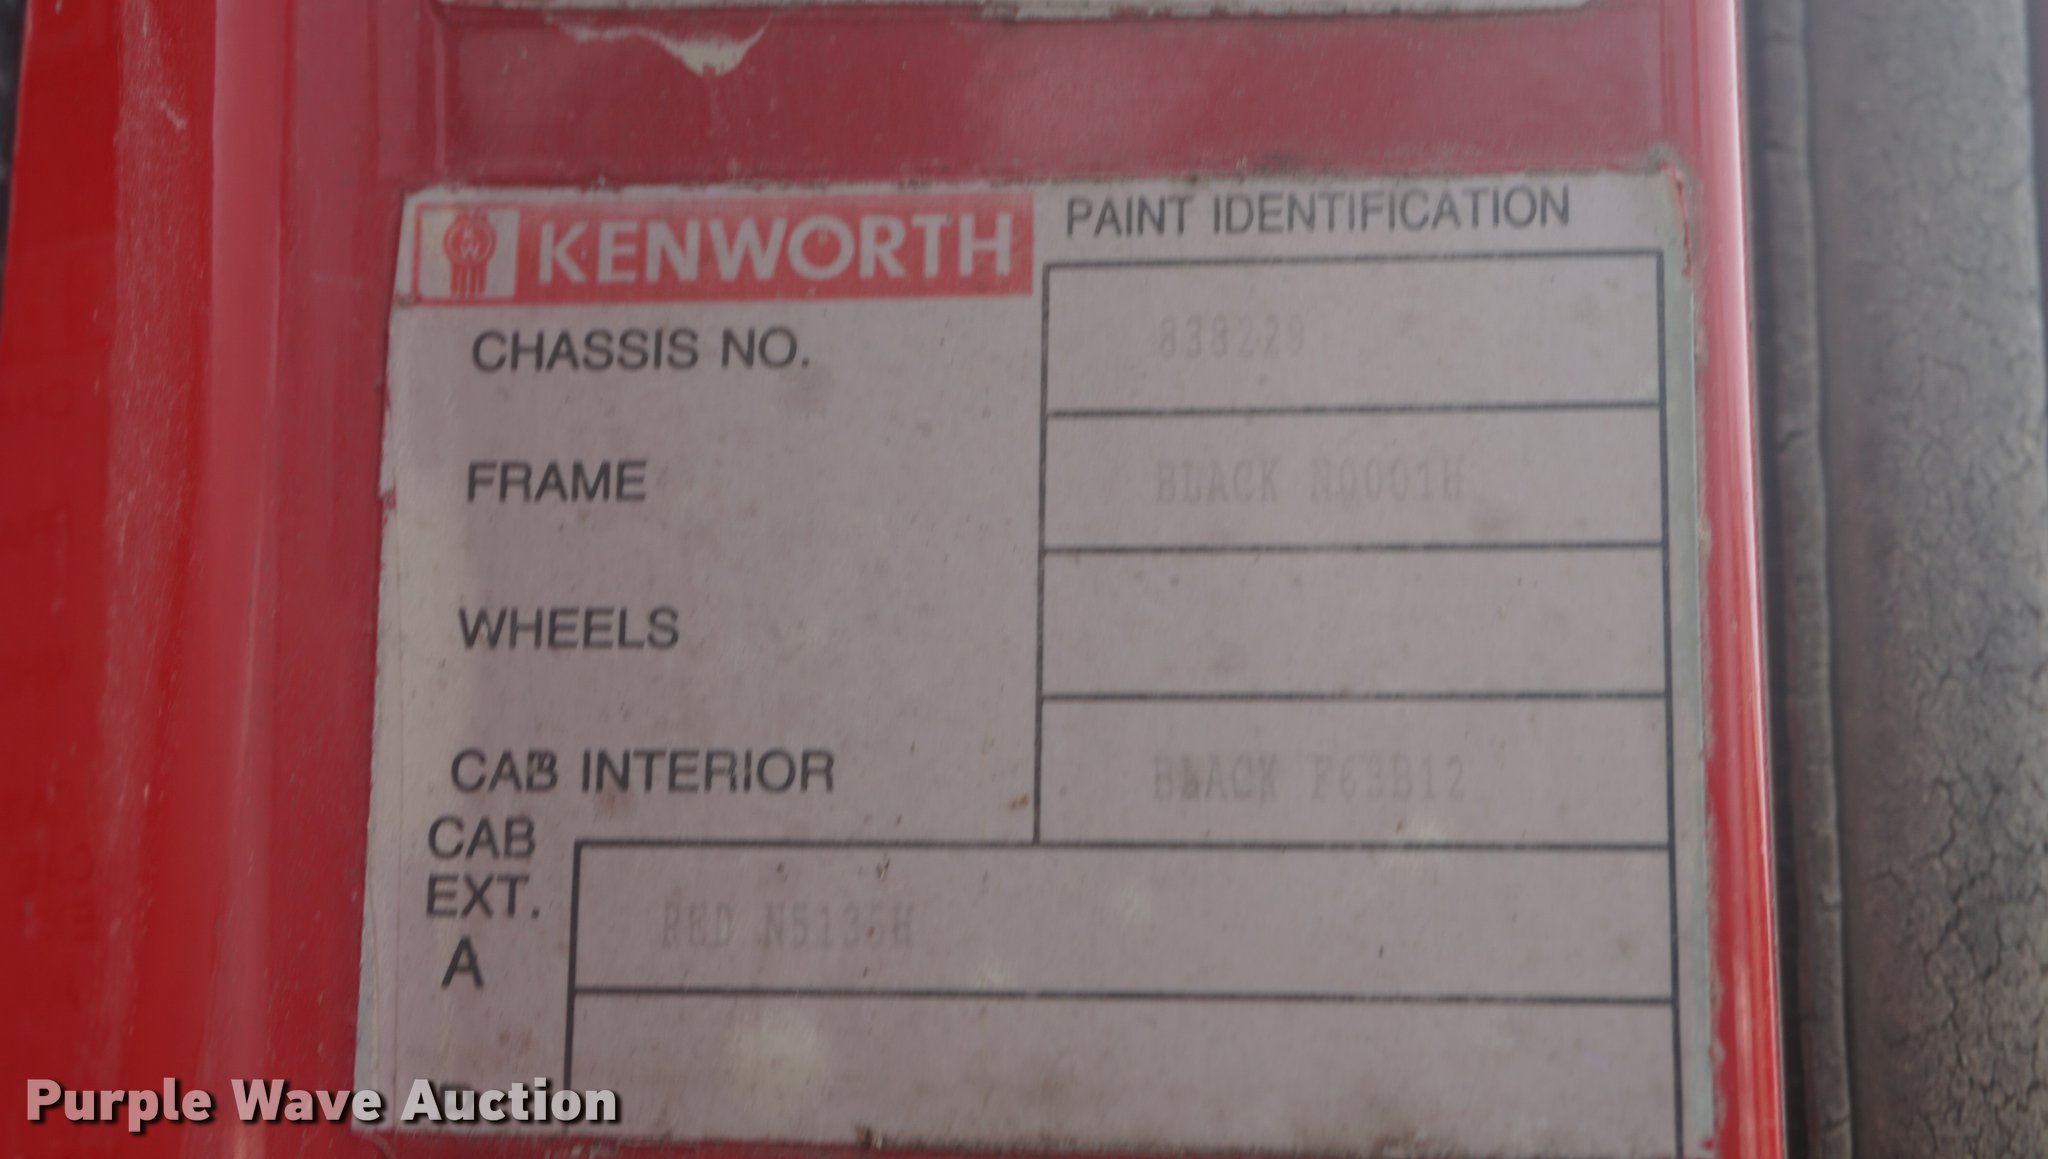 KENWORTH
PAINT IDENTIFICATION
CHASSIS NO. 838229
FRAME BLACK N0001H
WHEELS
CAB INTERIOR BLACK F63B12
CAB
EXT.
A RED
Purple Wave Auction